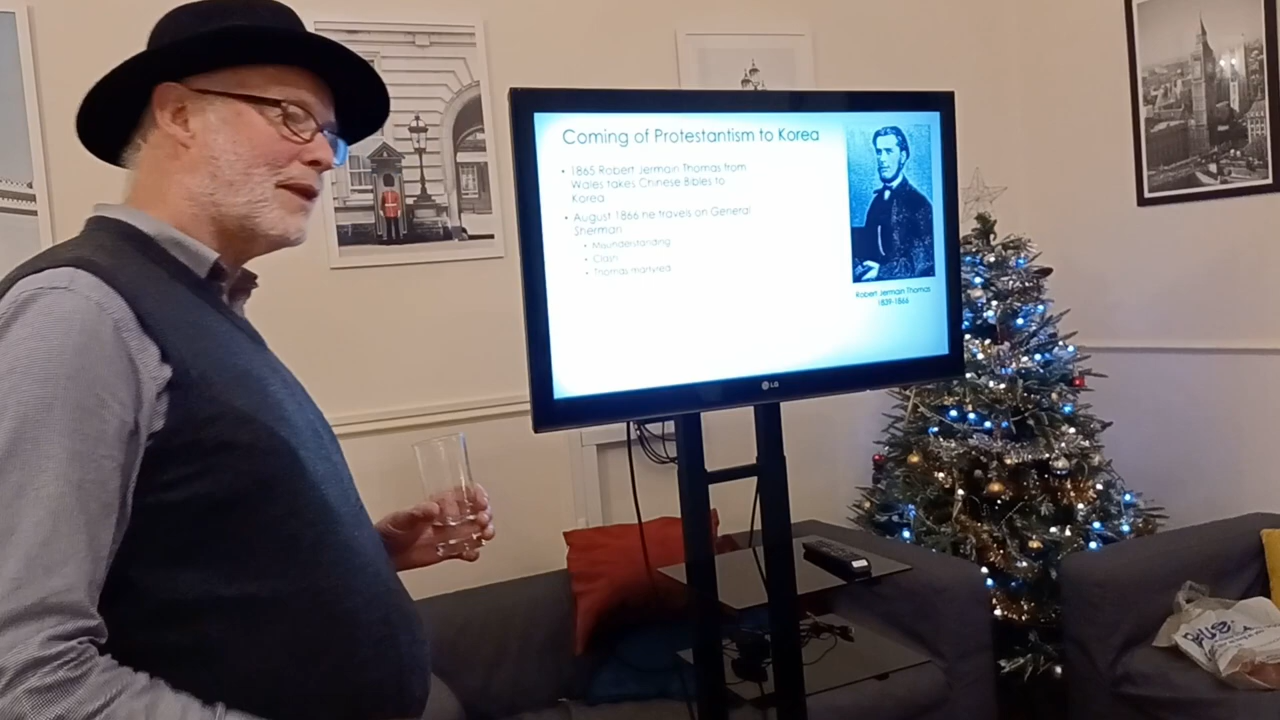 Coming of Protestantism to Korea
• 1865 Robert Jermain Thomas from
Wales takes Chinese Bibles to
Korea
• August 1866 he travels on General
Sherman
• Misunderstanding
• Clash
• Thomas martyred
Robert Jermain Thomas
1839-1866
LG